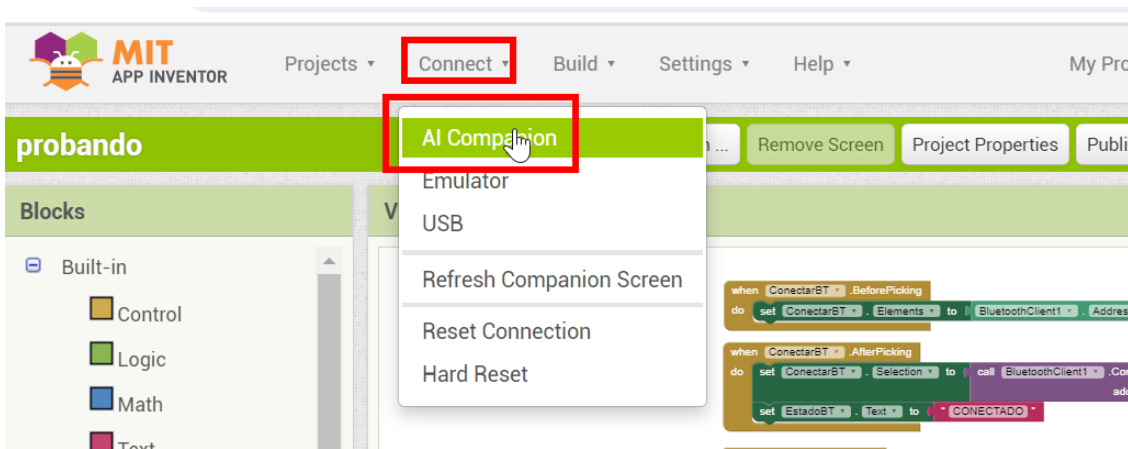 MIT
APP INVENTOR
Projects Connect Build Settings Help My Pro
probando
AI Companion
Remove Screen Project Properties Publi
Emulator
USB
Refresh Companion Screen
Reset Connection
Hard Reset
Blocks
Built-in
Control
Logic
Math
Text
when ConectarBT .BeforePicking
do set ConectarBT . Elements to BluetoothClient1 . Addres
when ConectarBT .AfterPicking
do set ConectarBT . Selection to call BluetoothClient1 .Con
add
set EstadoBT . Text to " CONECTADO "